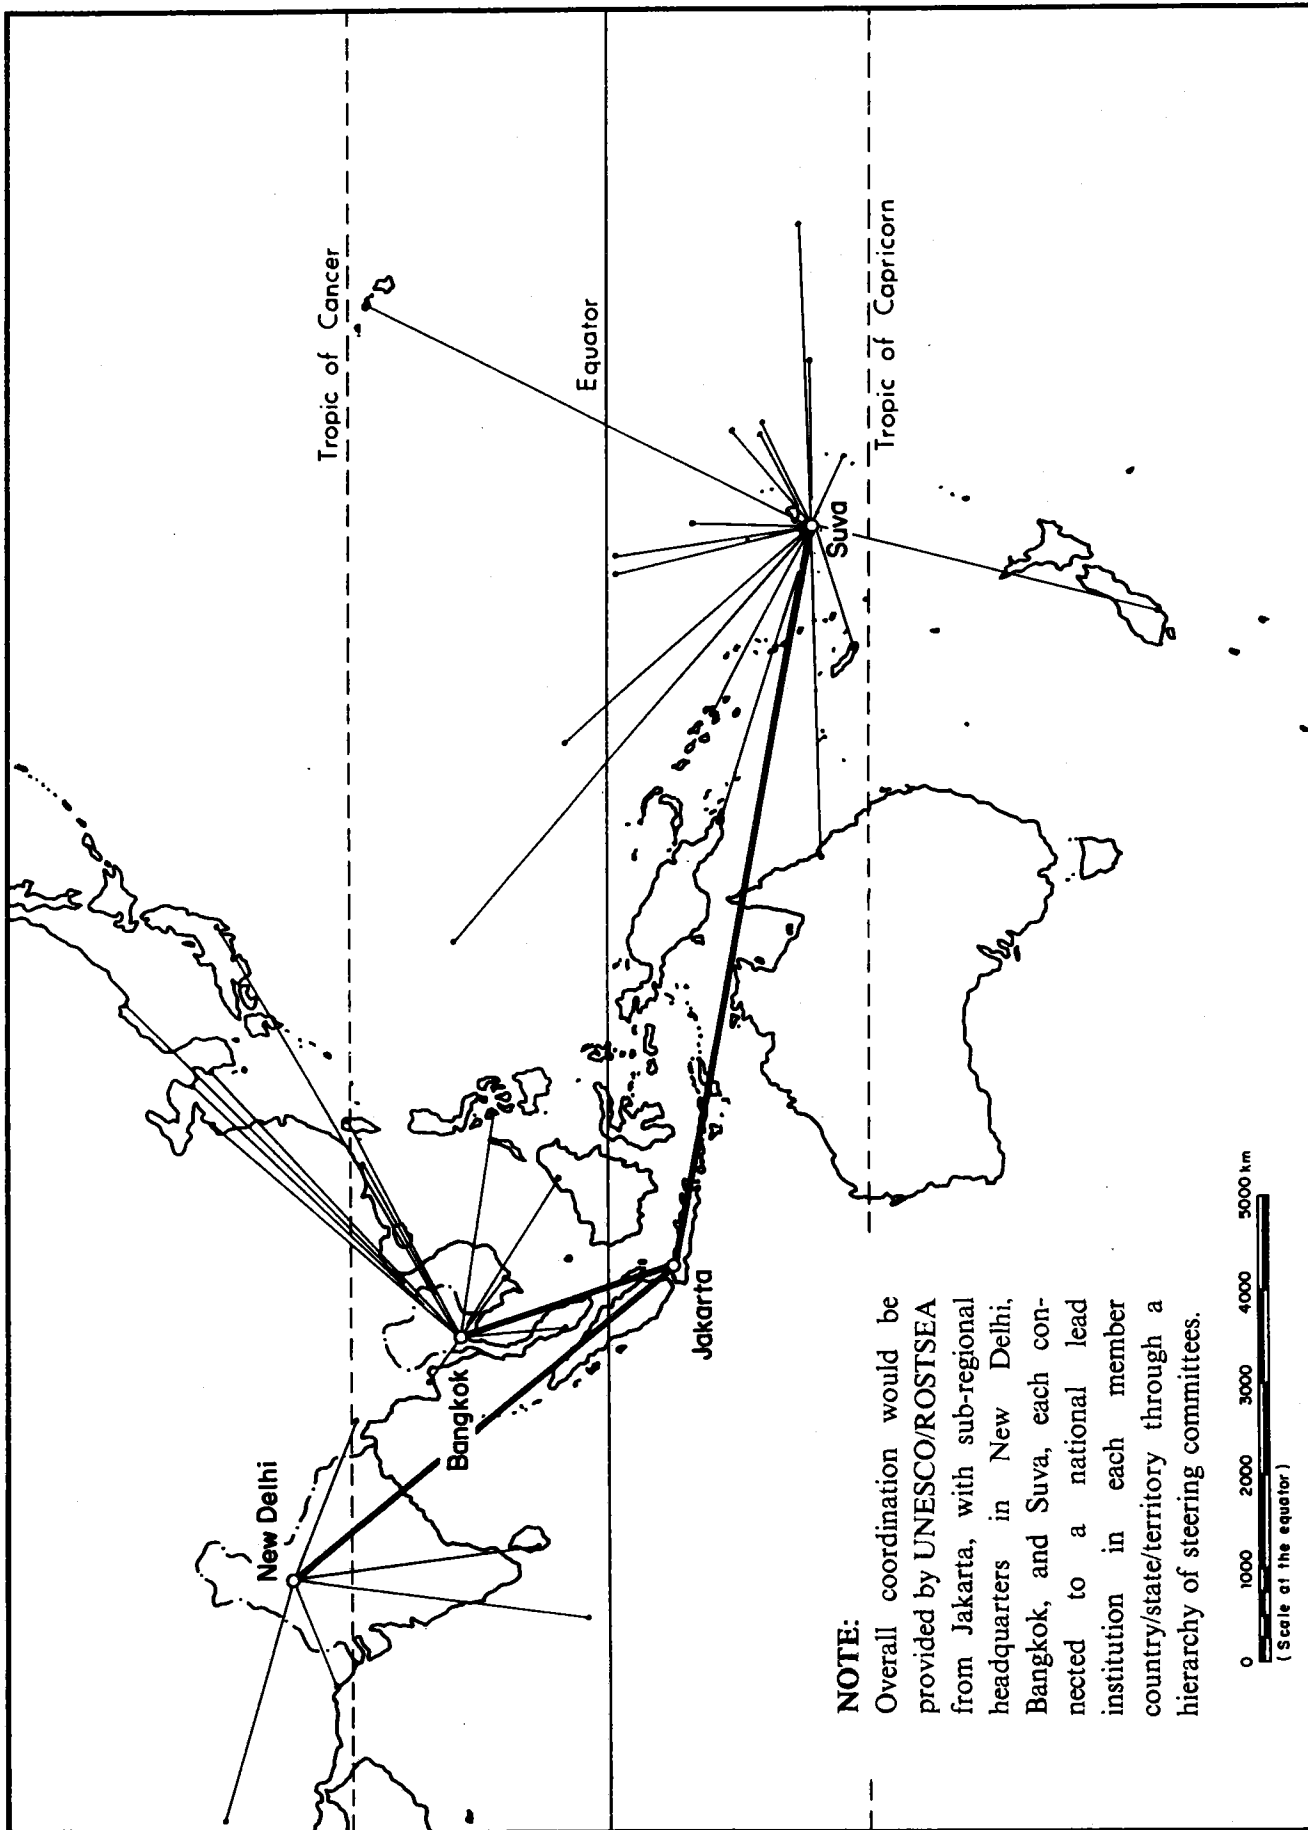 Tropic of Cancer
Equator
Tropic of Capricorn
New Delhi
Bangkok
Jakarta
Suva
NOTE:
Overall coordination would be
provided by UNESCO/ROSTSEA
from Jakarta, with sub-regional
headquarters in New Delhi,
Bangkok, and Suva, each con-
nected to a national lead
institution in each member
country/state/territory through a
hierarchy of steering committees.
0 1000 2000 3000 4000 5000 km
(Scale at the equator)